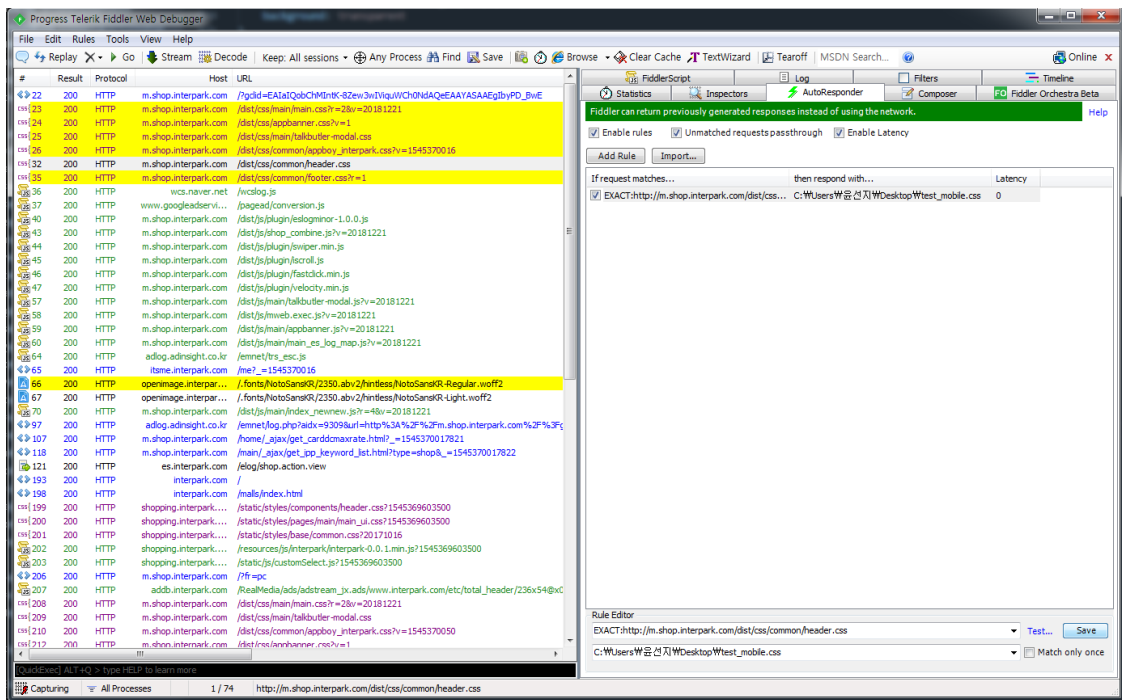 Progress Telerik Fiddler Web Debugger
File Edit Rules Tools View Help
Replay X Go Stream Decode Keep: All sessions Any Process Find Save Browse Clear Cache TextWizard Tearoff MSDN Search... Online x
# Result Protocol Host URL
22 200 HTTP m.shop.interpark.com /?gclid=EAIaIQobChMIntK-8Zew3wIViquWCh0NdAQeEAAYASAAEgIbyPD_BwE
23 200 HTTP m.shop.interpark.com /dist/css/main/main.css?r=2&v=20181221
24 200 HTTP m.shop.interpark.com /dist/css/appbanner.css?v=1
25 200 HTTP m.shop.interpark.com /dist/css/main/talkbutler-modal.css
26 200 HTTP m.shop.interpark.com /dist/css/common/appboy_interpark.css?v=1545370016
32 200 HTTP m.shop.interpark.com /dist/css/common/header.css
35 200 HTTP m.shop.interpark.com /dist/css/common/footer.css?r=1
36 200 HTTP wcs.naver.net /wcslog.js
37 200 HTTP www.googleadservi... /pagead/conversion.js
40 200 HTTP m.shop.interpark.com /dist/js/plugin/eslogminor-1.0.0.js
43 200 HTTP m.shop.interpark.com /dist/js/shop_combine.js?v=20181221
44 200 HTTP m.shop.interpark.com /dist/js/plugin/swiper.min.js
45 200 HTTP m.shop.interpark.com /dist/js/plugin/iscroll.js
46 200 HTTP m.shop.interpark.com /dist/js/plugin/fastclick.min.js
47 200 HTTP m.shop.interpark.com /dist/js/plugin/velocity.min.js
57 200 HTTP m.shop.interpark.com /dist/js/main/talkbutler-modal.js?v=20181221
58 200 HTTP m.shop.interpark.com /dist/js/mweb.exec.js?v=20181221
59 200 HTTP m.shop.interpark.com /dist/js/main/appbanner.js?v=20181221
60 200 HTTP m.shop.interpark.com /dist/js/main/main_es_log_map.js?v=20181221
64 200 HTTP adlog.adinsight.co.kr /emnet/trs_esc.js
65 200 HTTP itsme.interpark.com /me?_=1545370016
66 200 HTTP openimage.interpar... /.fonts/NotoSansKR/2350.abv2/hintless/NotoSansKR-Regular.woff2
67 200 HTTP openimage.interpar... /.fonts/NotoSansKR/2350.abv2/hintless/NotoSansKR-Light.woff2
70 200 HTTP m.shop.interpark.com /dist/js/main/index_newnew.js?r=4&v=20181221
97 200 HTTP adlog.adinsight.co.kr /emnet/log.php?aidx=9309&url=http%3A%2F%2Fm.shop.interpark.com%2F%3Fg
107 200 HTTP m.shop.interpark.com /home/_ajax/get_carddcmaxrate.html?_=1545370017821
118 200 HTTP m.shop.interpark.com /main/_ajax/get_jpp_keyword_list.html?type=shop&_=1545370017822
121 200 HTTP es.interpark.com /elog/shop.action.view
193 200 HTTP interpark.com /
198 200 HTTP interpark.com /malls/index.html
199 200 HTTP shopping.interpark.... /static/styles/components/header.css?1545369603500
200 200 HTTP shopping.interpark.... /static/styles/pages/main/main_ui.css?1545369603500
201 200 HTTP shopping.interpark.... /static/styles/base/common.css?20171016
202 200 HTTP shopping.interpark.... /resources/js/interpark/interpark-0.0.1.min.js?1545369603500
203 200 HTTP shopping.interpark.... /static/js/customSelect.js?1545369603500
206 200 HTTP m.shop.interpark.com /?fr=pc
207 200 HTTP addb.interpark.com /RealMedia/ads/adstream_jx.ads/www.interpark.com/etc/total_header/236x54@x0
208 200 HTTP m.shop.interpark.com /dist/css/main/main.css?r=2&v=20181221
209 200 HTTP m.shop.interpark.com /dist/css/main/talkbutler-modal.css
210 200 HTTP m.shop.interpark.com /dist/css/common/appboy_interpark.css?v=1545370050
212 200 HTTP m.shop.interpark.com /dist/css/appbanner.css?v=1
[QuickExec] ALT+Q > type HELP to learn more
Capturing All Processes 1 / 74 http://m.shop.interpark.com/dist/css/common/header.css
FiddlerScript Log Filters Timeline
Statistics Inspectors AutoResponder Composer FO Fiddler Orchestra Beta
Fiddler can return previously generated responses instead of using the network. Help
Enable rules Unmatched requests passthrough Enable Latency
Add Rule Import...
If request matches... then respond with... Latency
EXACT:http://m.shop.interpark.com/dist/css... C:₩Users₩윤선지₩Desktop₩test_mobile.css 0
Rule Editor
EXACT:http://m.shop.interpark.com/dist/css/common/header.css Test... Save
C:₩Users₩윤선지₩Desktop₩test_mobile.css Match only once